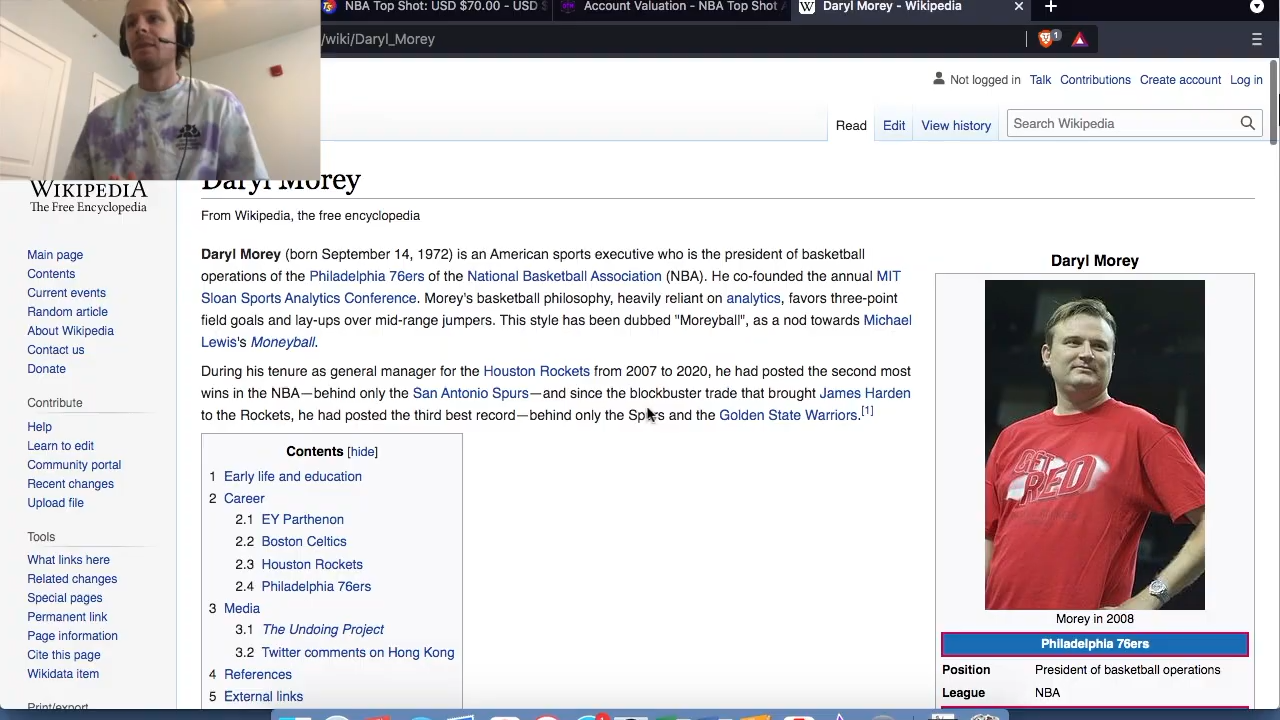 NBA Top Shot: USD $70.00 - USD $
Account Valuation - NBA Top Shot A
Daryl Morey - Wikipedia
/wiki/Daryl_Morey
1
Not logged in Talk Contributions Create account Log in
Read Edit View history Search Wikipedia
WIKIPEDIA
The Free Encyclopedia
Main page
Contents
Current events
Random article
About Wikipedia
Contact us
Donate
Contribute
Help
Learn to edit
Community portal
Recent changes
Upload file
Tools
What links here
Related changes
Special pages
Permanent link
Page information
Cite this page
Wikidata item
Print/export
Daryl Morey
From Wikipedia, the free encyclopedia
Daryl Morey (born September 14, 1972) is an American sports executive who is the president of basketball
operations of the Philadelphia 76ers of the National Basketball Association (NBA). He co-founded the annual MIT
Sloan Sports Analytics Conference. Morey's basketball philosophy, heavily reliant on analytics, favors three-point
field goals and lay-ups over mid-range jumpers. This style has been dubbed "Moreyball", as a nod towards Michael
Lewis's Moneyball.
During his tenure as general manager for the Houston Rockets from 2007 to 2020, he had posted the second most
wins in the NBA—behind only the San Antonio Spurs—and since the blockbuster trade that brought James Harden
to the Rockets, he had posted the third best record—behind only the Spurs and the Golden State Warriors.[1]
Contents [hide]
1 Early life and education
2 Career
2.1 EY Parthenon
2.2 Boston Celtics
2.3 Houston Rockets
2.4 Philadelphia 76ers
3 Media
3.1 The Undoing Project
3.2 Twitter comments on Hong Kong
4 References
5 External links
Daryl Morey
GET
RED
Morey in 2008
Philadelphia 76ers
Position President of basketball operations
League NBA